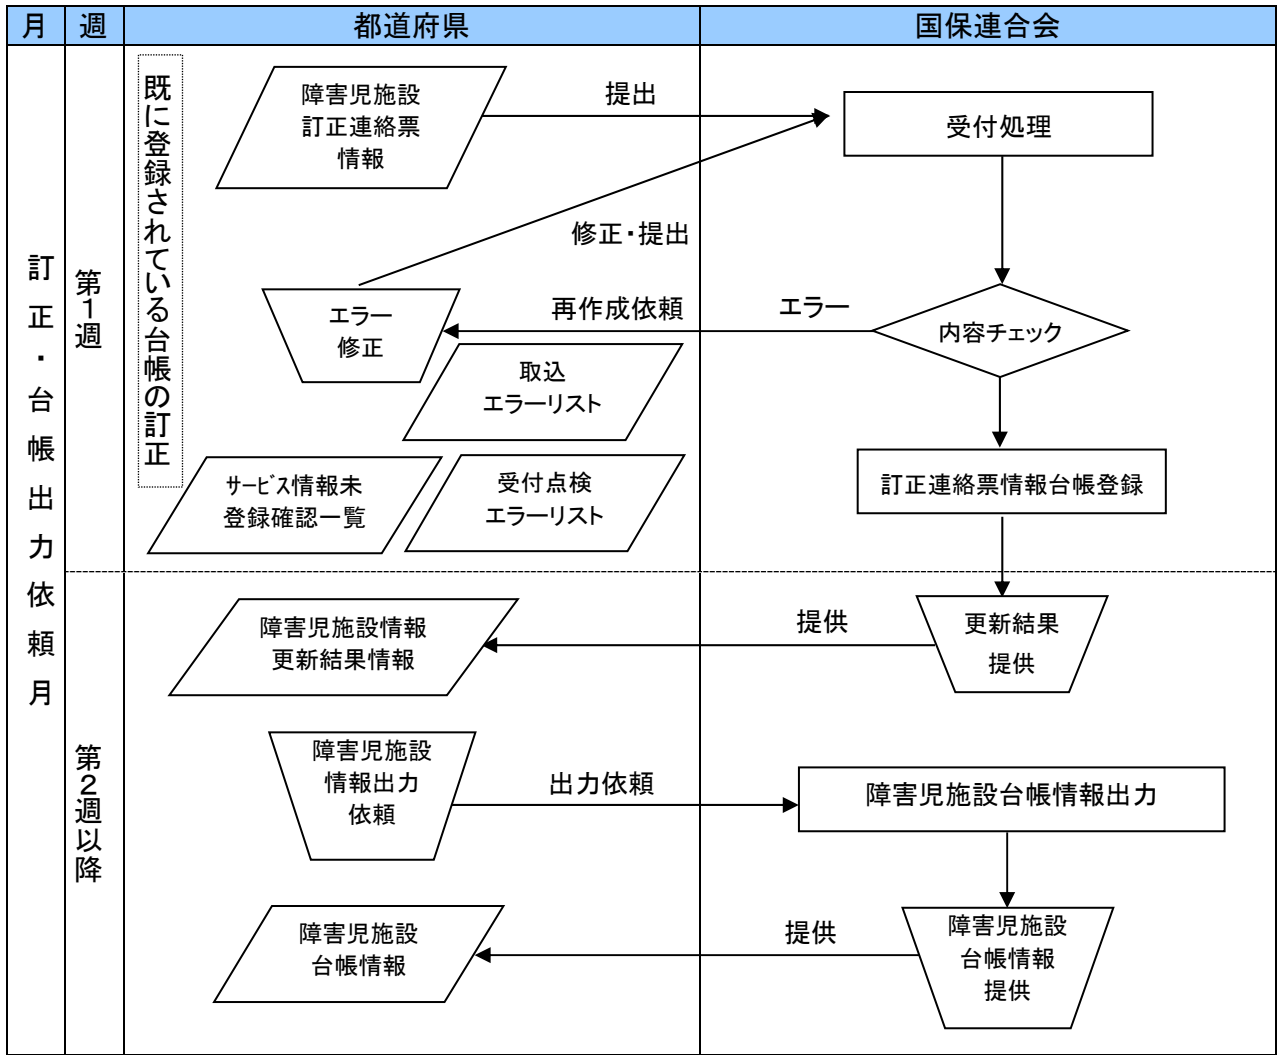 月
週
都道府県
国保連合会
訂正・台帳出力依頼月
第1週
既に登録されている台帳の訂正
障害児施設
訂正連絡票
情報
提出
受付処理
修正・提出
エラー
修正
再作成依頼
エラー
内容チェック
取込
エラーリスト
サービス情報未
登録確認一覧
受付点検
エラーリスト
訂正連絡票情報台帳登録
第2週以降
障害児施設情報
更新結果情報
提供
更新結果
提供
障害児施設
情報出力
依頼
出力依頼
障害児施設台帳情報出力
障害児施設
台帳情報
提供
障害児施設
台帳情報
提供